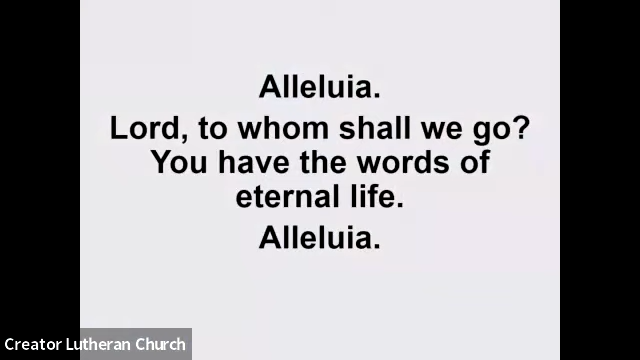 Alleluia.
Lord, to whom shall we go?
You have the words of
eternal life.
Alleluia.
Creator Lutheran Church